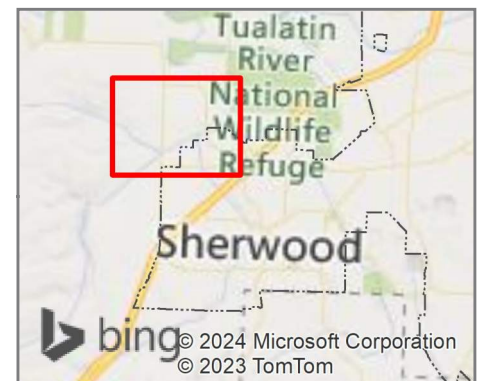 Tualatin
River
National
Wildlife
Refuge
Sherwood
bing
© 2024 Microsoft Corporation
© 2023 TomTom